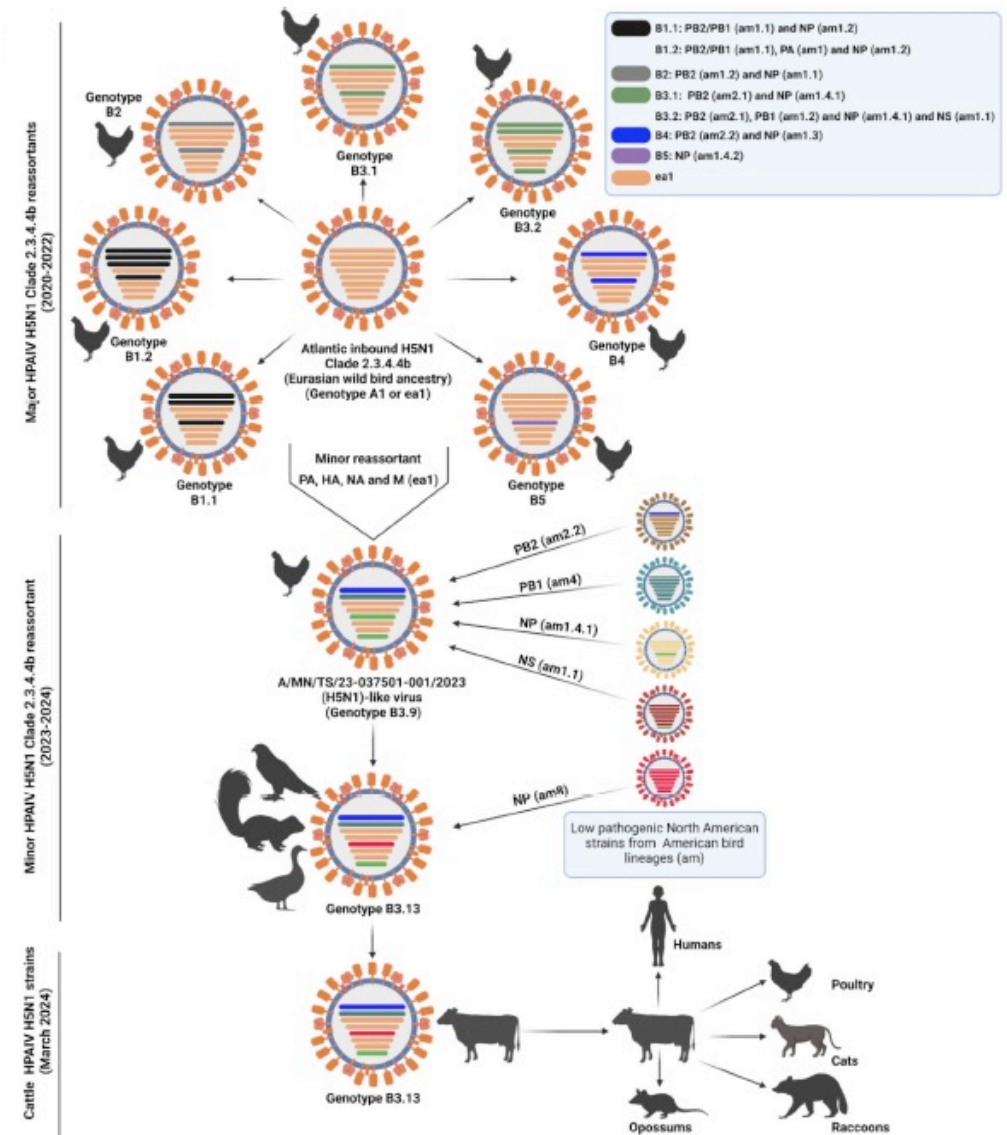 B1.1: PB2/PB1 (am1.1) and NP (am1.2)
B1.2: PB2/PB1 (am1.1), PA (am1) and NP (am1.2)
B2: PB2 (am1.2) and NP (am1.1)
B3.1: PB2 (am2.1) and NP (am1.4.1)
B3.2: PB2 (am2.1), PB1 (am1.2) and NP (am1.4.1) and NS (am1.1)
B4: PB2 (am2.2) and NP (am1.3)
B5: NP (am1.4.2)
ea1
Major HPAIV H5N1 Clade 2.3.4.4b reassortants
(2020-2022)
Genotype
B2
Genotype
B3.1
Genotype
B3.2
Genotype
B1.2
Atlantic inbound H5N1
Clade 2.3.4.4b
(Eurasian wild bird ancestry)
(Genotype A1 or ea1)
Genotype
B4
Genotype
B1.1
Minor reassortant
PA, HA, NA and M (ea1)
Genotype
B5
Minor HPAIV H5N1 Clade 2.3.4.4b reassortant
(2023-2024)
PB2 (am2.2)
PB1 (am4)
NP (am1.4.1)
NS (am1.1)
A/MN/TS/23-037501-001/2023
(H5N1)-like virus
(Genotype B3.9)
NP (am8)
Low pathogenic North American
strains from American bird
lineages (am)
Genotype B3.13
Cattle HPAIV H5N1 strains
(March 2024)
Humans
Poultry
Cats
Genotype B3.13
Opossums
Raccoons